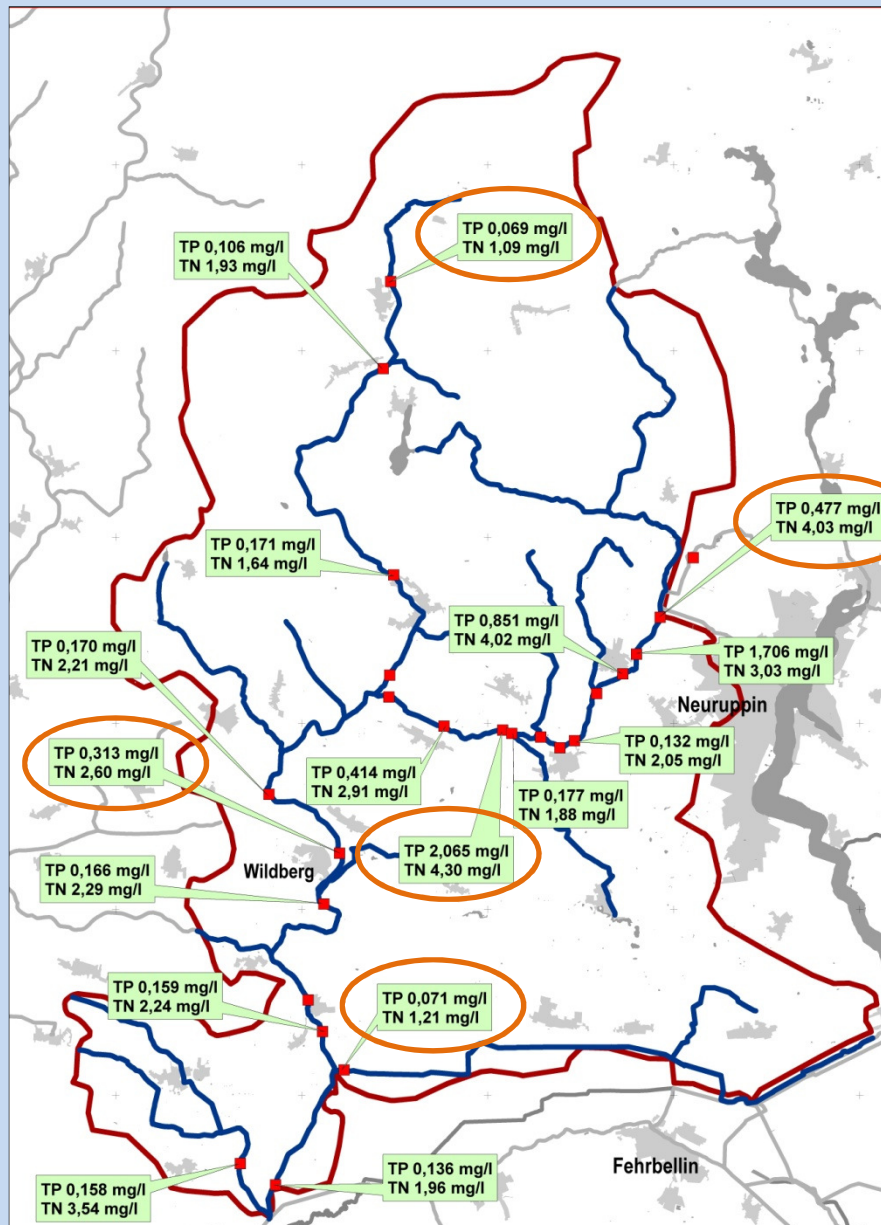 TP 0,069 mg/l
TN 1,09 mg/l
TP 0,106 mg/l
TN 1,93 mg/l
TP 0,477 mg/l
TN 4,03 mg/l
TP 0,171 mg/l
TN 1,64 mg/l
TP 0,851 mg/l
TN 4,02 mg/l
TP 0,170 mg/l
TN 2,21 mg/l
TP 1,706 mg/l
TN 3,03 mg/l
Neuruppin
TP 0,313 mg/l
TN 2,60 mg/l
TP 0,414 mg/l
TN 2,91 mg/l
TP 0,132 mg/l
TN 2,05 mg/l
TP 0,177 mg/l
TN 1,88 mg/l
TP 2,065 mg/l
TN 4,30 mg/l
Wildberg
TP 0,166 mg/l
TN 2,29 mg/l
TP 0,159 mg/l
TN 2,24 mg/l
TP 0,071 mg/l
TN 1,21 mg/l
Fehrbellin
TP 0,136 mg/l
TN 1,96 mg/l
TP 0,158 mg/l
TN 3,54 mg/l